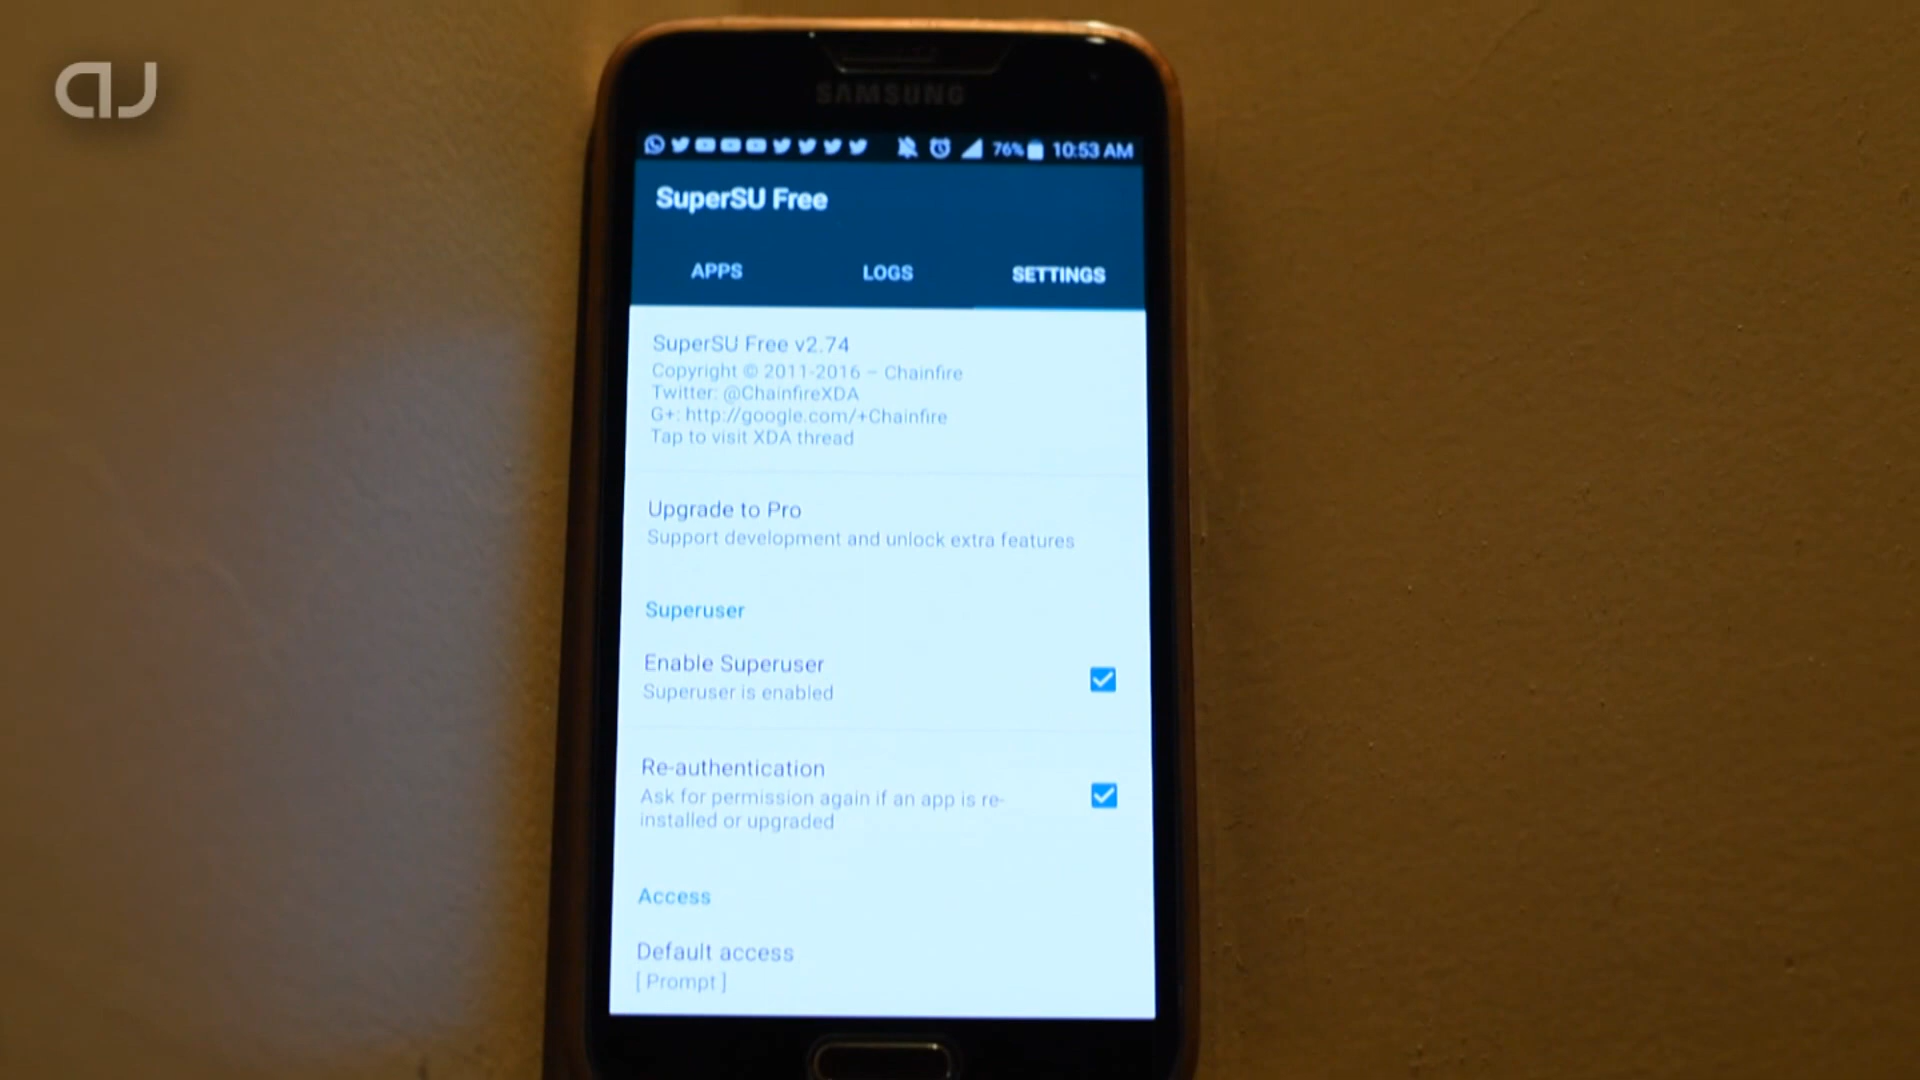 aJ
SAMSUNG
76% 10:53 AM
SuperSU Free
APPS LOGS SETTINGS
SuperSU Free v2.74
Copyright © 2011-2016 – Chainfire
Twitter: @ChainfireXDA
G+: http://google.com/+Chainfire
Tap to visit XDA thread
Upgrade to Pro
Support development and unlock extra features
Superuser
Enable Superuser
Superuser is enabled
Re-authentication
Ask for permission again if an app is re-
installed or upgraded
Access
Default access
[ Prompt ]